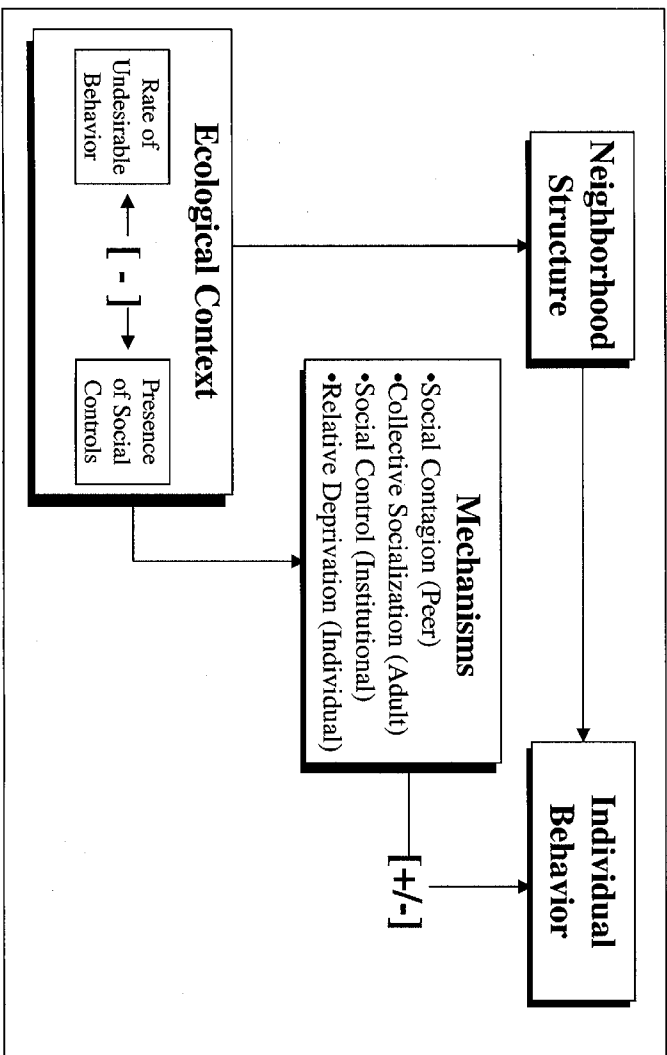 Neighborhood
Structure
Individual
Behavior
Mechanisms
•Social Contagion (Peer)
•Collective Socialization (Adult)
•Social Control (Institutional)
•Relative Deprivation (Individual)
[+/-]
Ecological Context
Rate of
Undesirable
Behavior
[ - ]
Presence
of Social
Controls